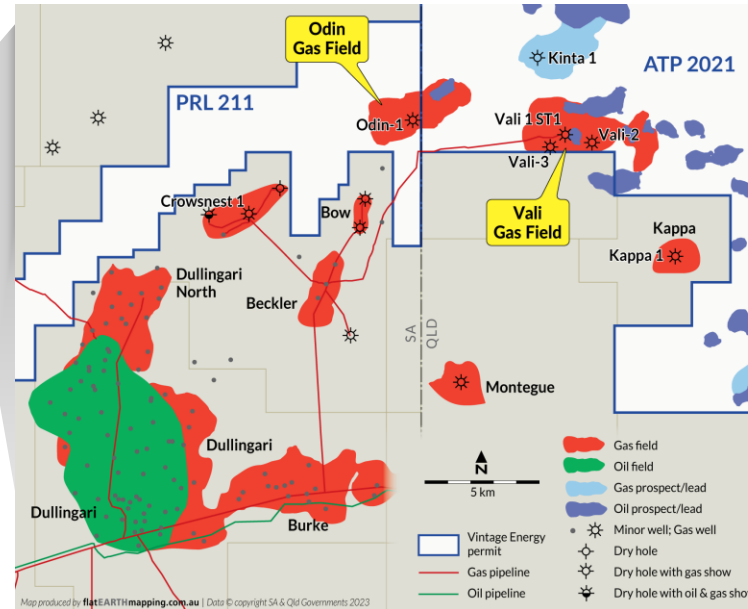 Odin
Gas Field
Kinta 1
ATP 2021
PRL 211
Odin-1
Vali 1 ST1
Vali-2
Vali-3
Crowsnest 1
Bow
Vali
Gas Field
Kappa
Kappa 1
Dullingari
North
Beckler
SA
QLD
Montegue
Dullingari
Dullingari
Burke
N
5 km
Gas field
Oil field
Gas prospect/lead
Oil prospect/lead
Minor well; Gas well
Dry hole
Dry hole with gas show
Dry hole with oil & gas sho
Vintage Energy
permit
Gas pipeline
Oil pipeline
Map produced by flatEARTHmapping.com.au | Data © copyright SA & Qld Governments 2023